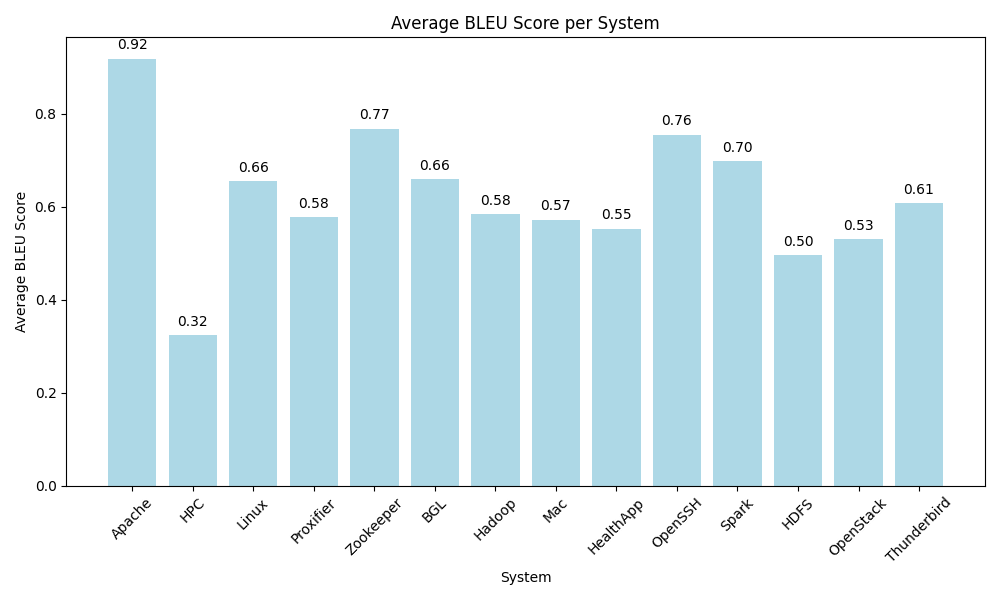 Average BLEU Score per System
Average BLEU Score
0.8
0.6
0.4
0.2
0.0
0.92
0.32
0.66
0.58
0.77
0.66
0.58
0.57
0.55
0.76
0.70
0.50
0.53
0.61
Apache
HPC
Linux
Proxifier
Zookeeper
BGL
Hadoop
Mac
HealthApp
OpenSSH
Spark
HDFS
OpenStack
Thunderbird
System